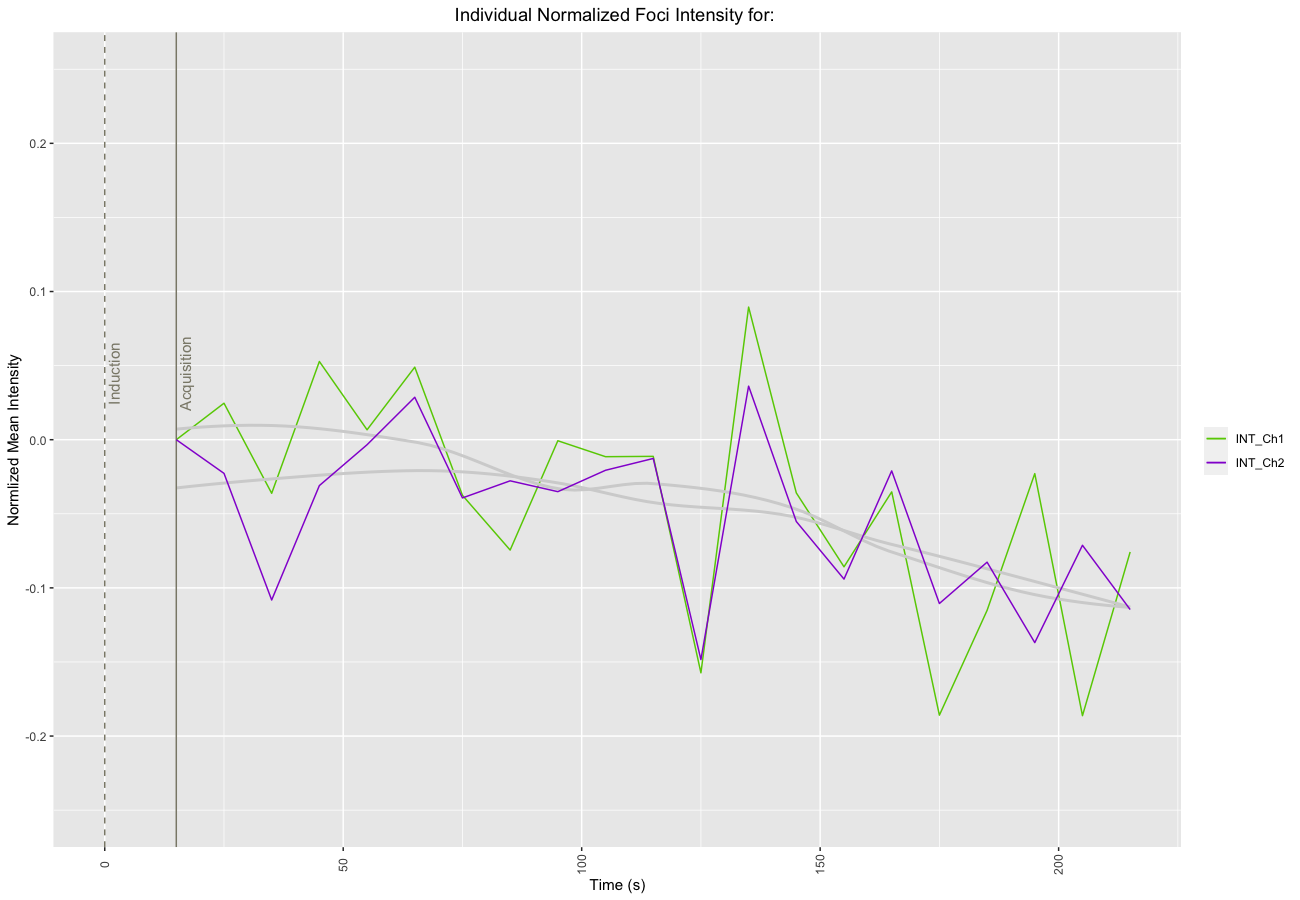 Individual Normalized Foci Intensity for:
Nomrilized Mean Intensity
0.2
0.1
0.0
-0.1
-0.2
Induction
Acquisition
0
50
100
150
200
Time (s)
INT_Ch1
INT_Ch2